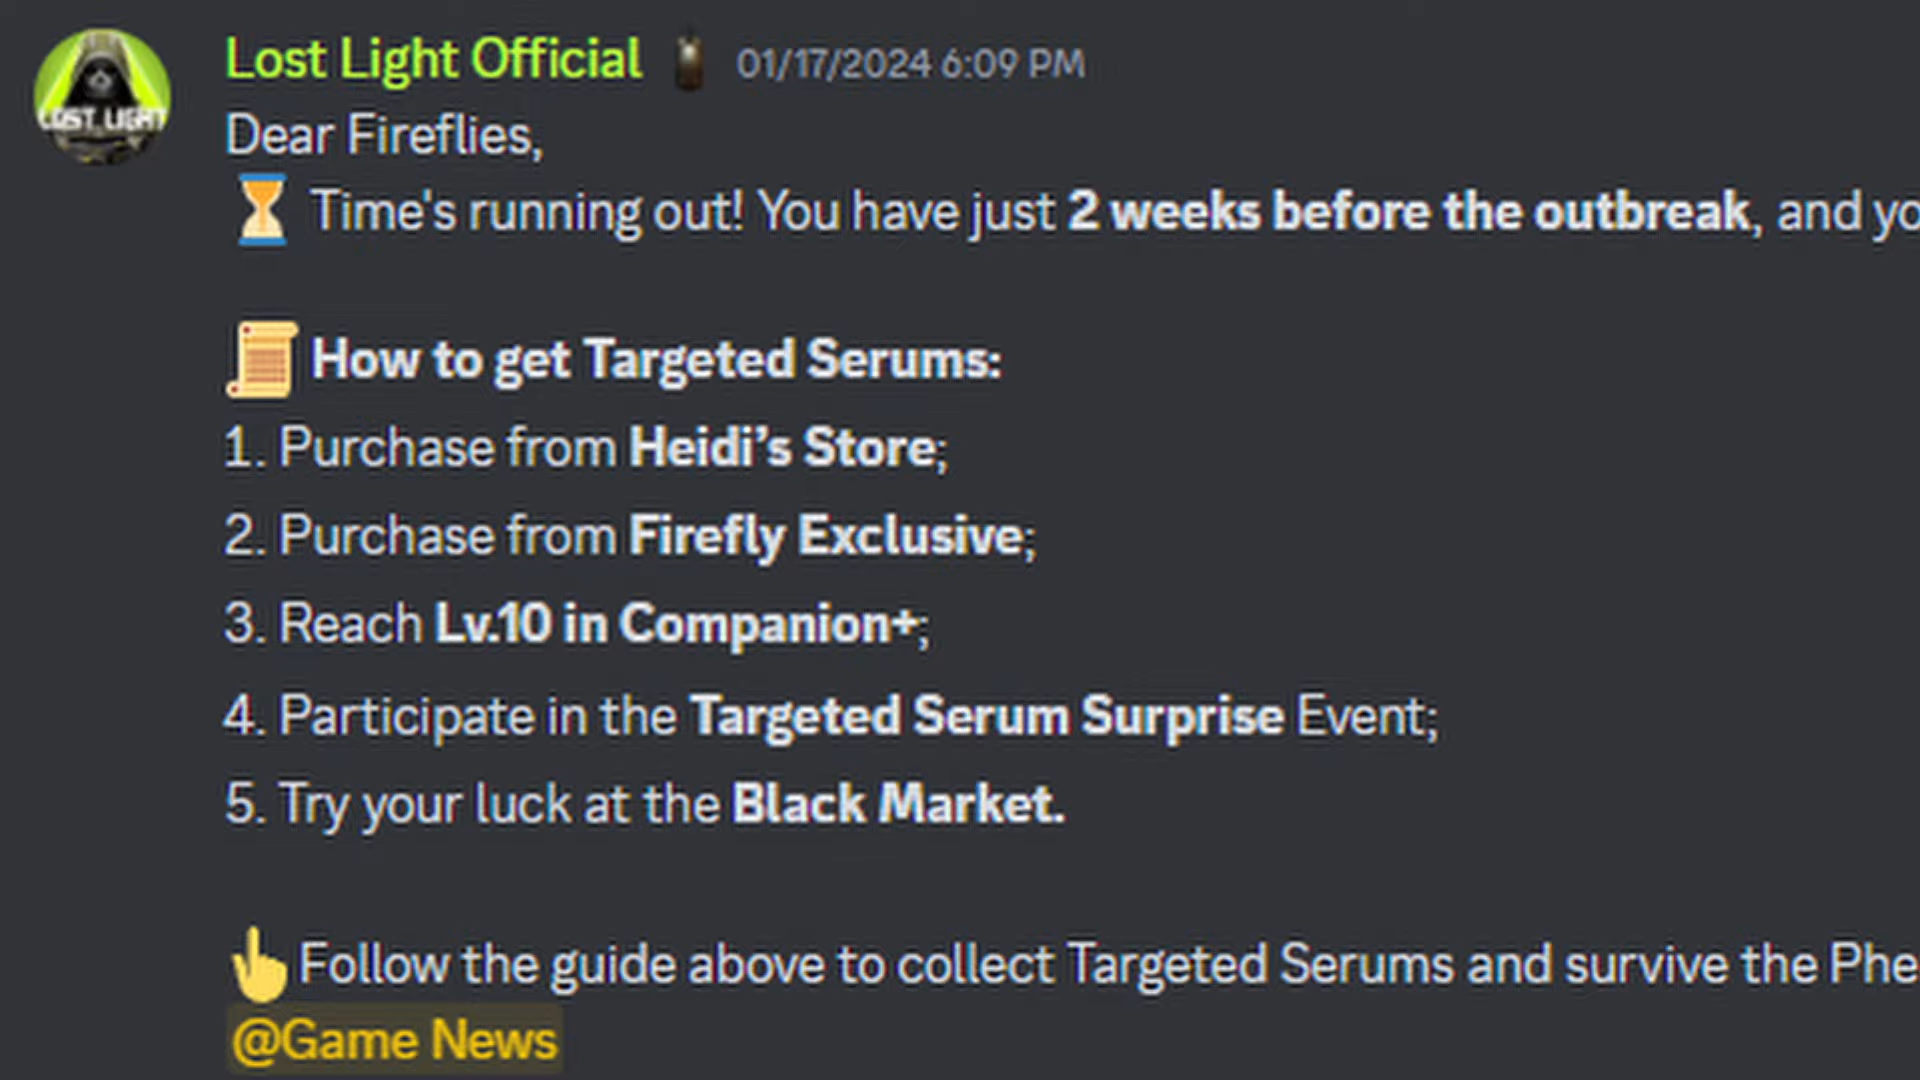 LOST LIGHT
Lost Light Official 01/17/2024 6:09 PM
Dear Fireflies,
Time's running out! You have just 2 weeks before the outbreak, and
How to get Targeted Serums:
1. Purchase from Heidi’s Store;
2. Purchase from Firefly Exclusive;
3. Reach Lv.10 in Companion+;
4. Participate in the Targeted Serum Surprise Event;
5. Try your luck at the Black Market.
Follow the guide above to collect Targeted Serums and survive the
@Game News